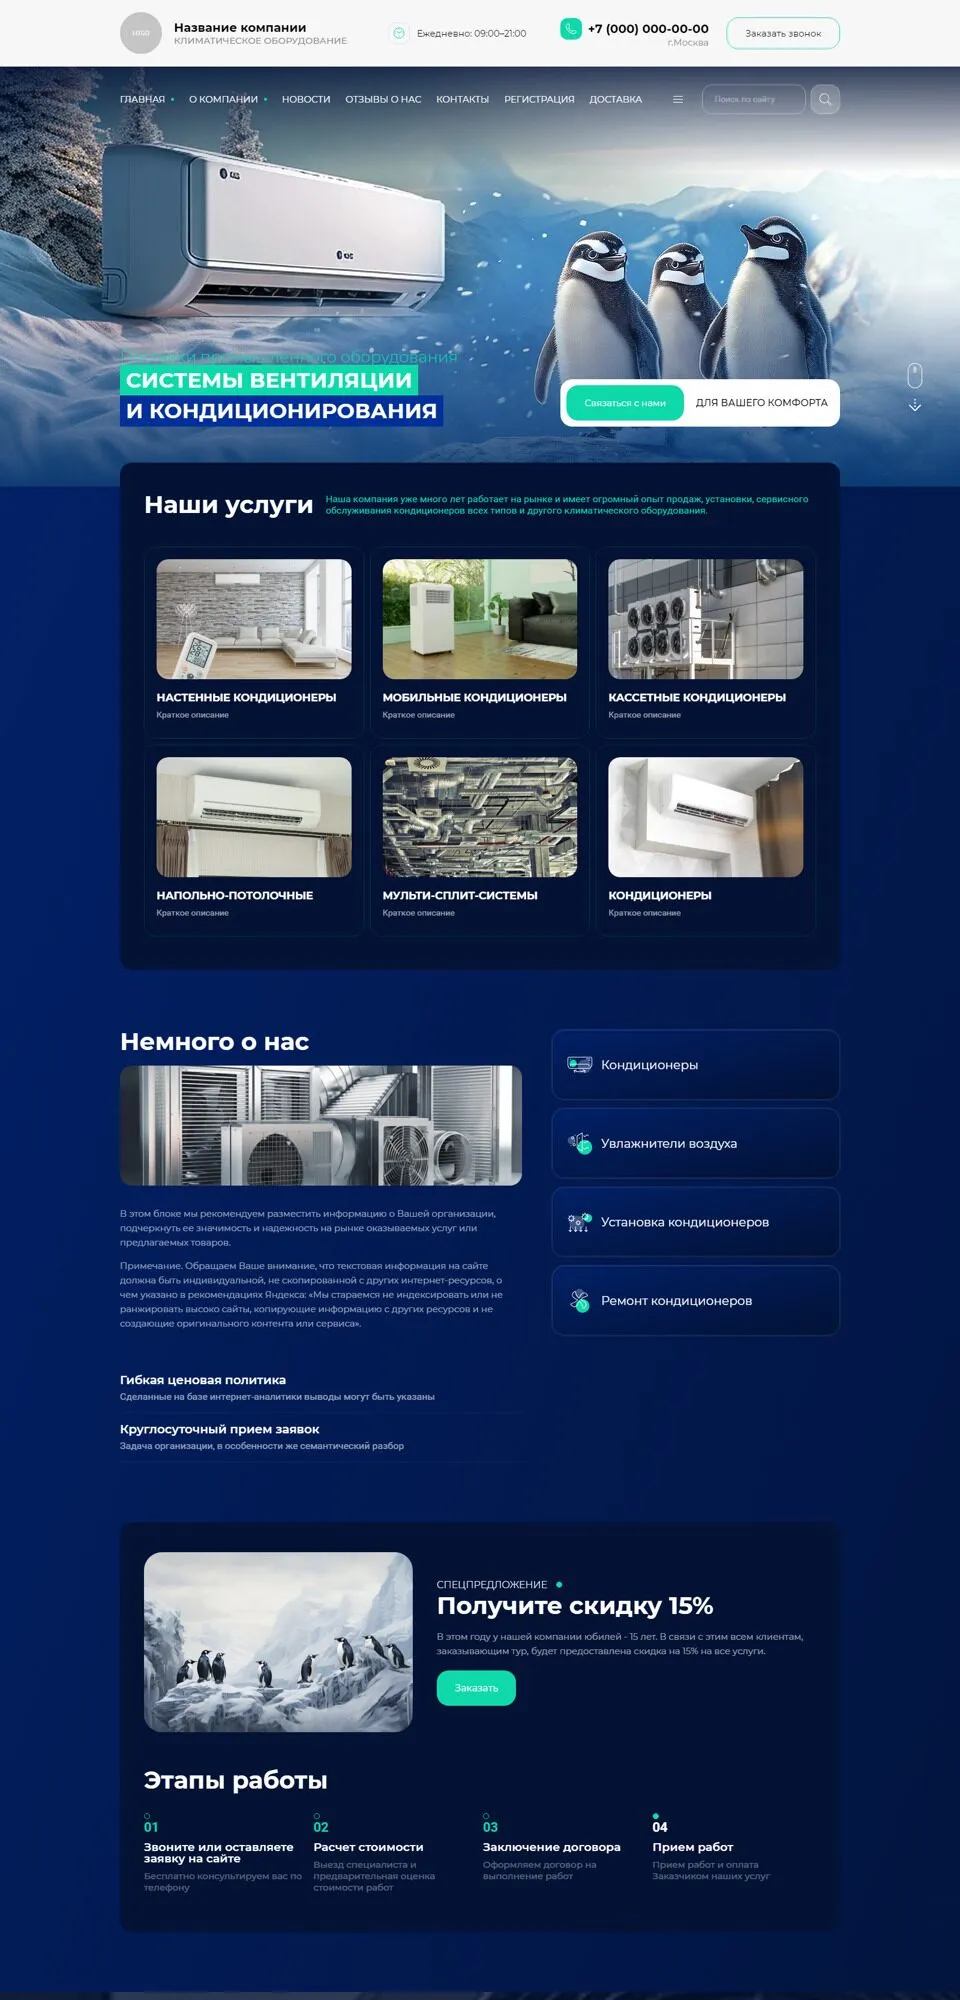 LOGO
Название компании
КЛИМАТИЧЕСКОЕ ОБОРУДОВАНИЕ
Ежедневно: 09:00–21:00
+7 (000) 000-00-00
г.Москва
Заказать звонок
ГЛАВНАЯ
О КОМПАНИИ
НОВОСТИ
ОТЗЫВЫ О НАС
КОНТАКТЫ
РЕГИСТРАЦИЯ
ДОСТАВКА
Поиск по сайту
промышленного оборудования
СИСТЕМЫ ВЕНТИЛЯЦИИ
И КОНДИЦИОНИРОВАНИЯ
Связаться с нами
ДЛЯ ВАШЕГО КОМФОРТА
Наши услуги
Наша компания уже много лет работает на рынке и имеет огромный опыт продаж, установки, сервисного
обслуживания кондиционеров всех типов и другого климатического оборудования.
НАСТЕННЫЕ КОНДИЦИОНЕРЫ
Краткое описание
МОБИЛЬНЫЕ КОНДИЦИОНЕРЫ
Краткое описание
КАССЕТНЫЕ КОНДИЦИОНЕРЫ
Краткое описание
НАПОЛЬНО-ПОТОЛОЧНЫЕ
Краткое описание
МУЛЬТИ-СПЛИТ-СИСТЕМЫ
Краткое описание
КОНДИЦИОНЕРЫ
Краткое описание
Немного о нас
В этом блоке мы рекомендуем разместить информацию о Вашей организации,
подчеркнуть ее значимость и надежность на рынке оказываемых услуг или
предлагаемых товаров.
Примечание. Обращаем Ваше внимание, что текстовая информация на сайте
должна быть индивидуальной, не скопированной с других интернет-ресурсов, о
чем указано в рекомендациях Яндекса: «Мы стараемся не индексировать или не
ранжировать высоко сайты, копирующие информацию с других ресурсов и не
создающие оригинального контента или сервиса».
Гибкая ценовая политика
Сделанные на базе интернет-аналитики выводы могут быть указаны
Круглосуточный прием заявок
Задача организации, в особенности же семантический разбор
Кондиционеры
Увлажнители воздуха
Установка кондиционеров
Ремонт кондиционеров
СПЕЦПРЕДЛОЖЕНИЕ
Получите скидку 15%
В этом году у нашей компании юбилей - 15 лет. В связи с этим всем клиентам,
заказывающим тур, будет предоставлена скидка на 15% на все услуги.
Заказать
Этапы работы
01
Звоните или оставляете
заявку на сайте
Бесплатно консультируем вас по
телефону
02
Расчет стоимости
Выезд специалиста и
предварительная оценка
стоимости работ
03
Заключение договора
Оформляем договор на
выполнение работ
04
Прием работ
Прием работ и оплата
Заказчиком наших услуг